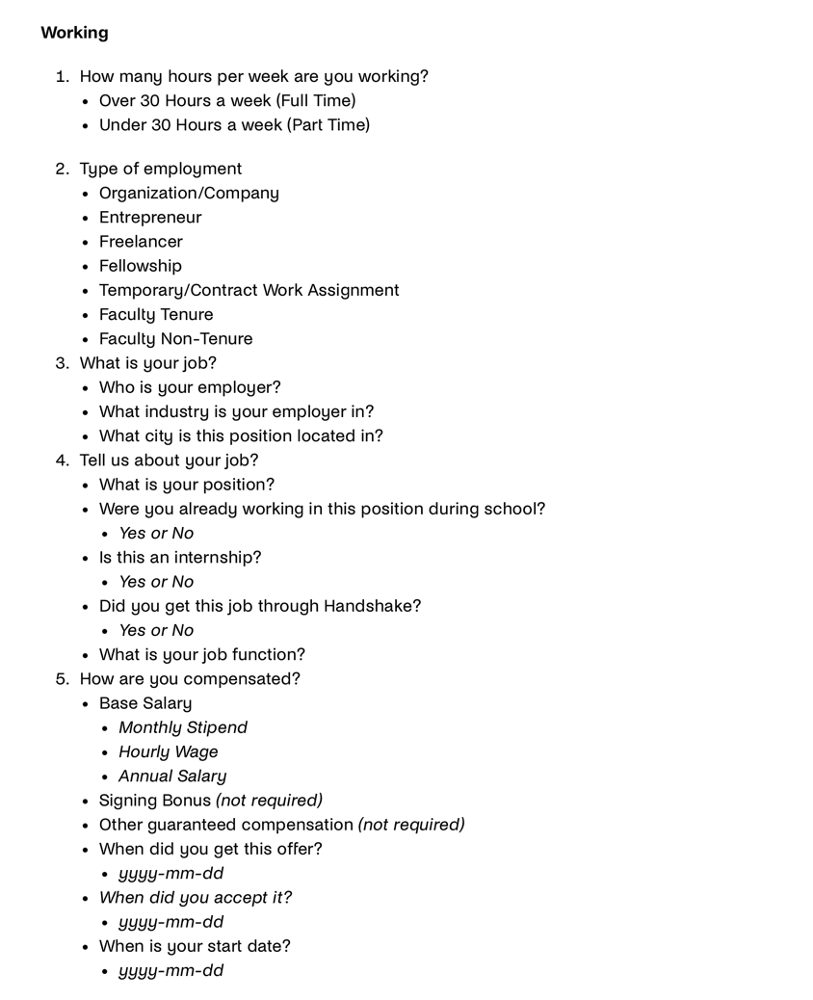 Working
1. How many hours per week are you working?
• Over 30 Hours a week (Full Time)
• Under 30 Hours a week (Part Time)
2. Type of employment
• Organization/Company
• Entrepreneur
• Freelancer
• Fellowship
• Temporary/Contract Work Assignment
• Faculty Tenure
• Faculty Non-Tenure
3. What is your job?
• Who is your employer?
• What industry is your employer in?
• What city is this position located in?
4. Tell us about your job?
• What is your position?
• Were you already working in this position during school?
• Yes or No
• Is this an internship?
• Yes or No
• Did you get this job through Handshake?
• Yes or No
• What is your job function?
5. How are you compensated?
• Base Salary
• Monthly Stipend
• Hourly Wage
• Annual Salary
• Signing Bonus (not required)
• Other guaranteed compensation (not required)
• When did you get this offer?
• yyyy-mm-dd
• When did you accept it?
• yyyy-mm-dd
• When is your start date?
• yyyy-mm-dd